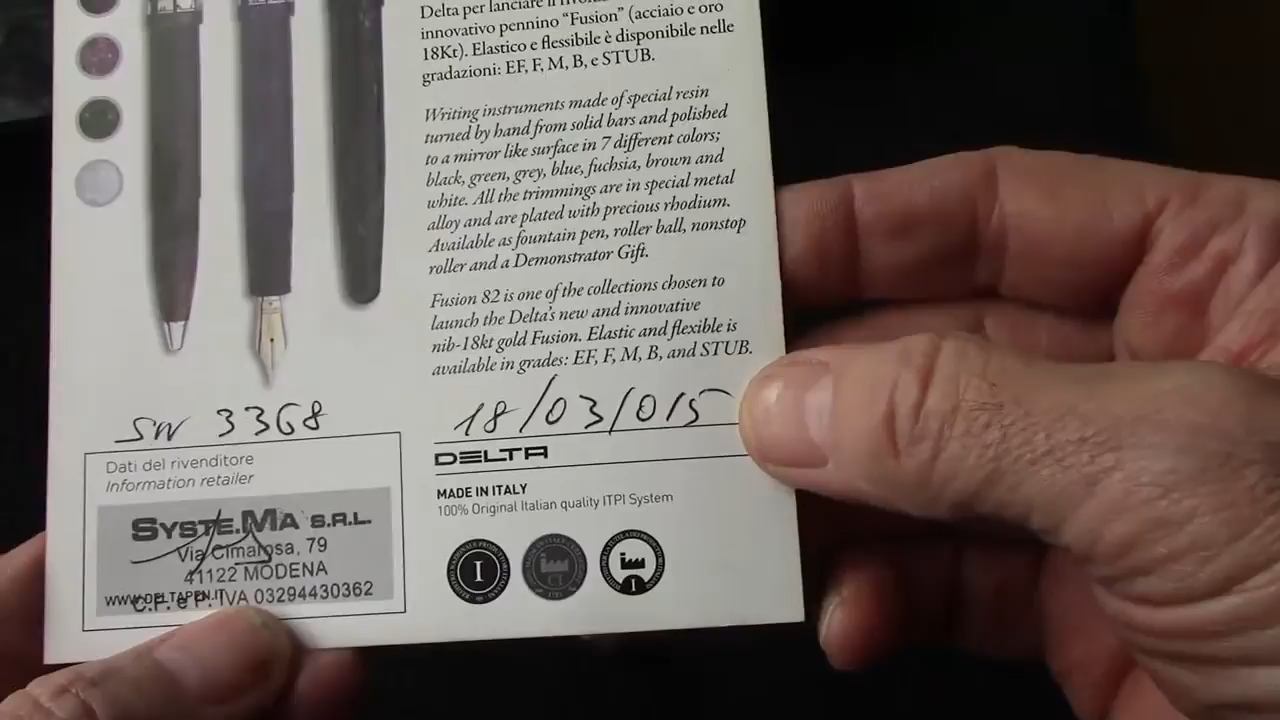 Delta per lanciare il
innovativo pennino “Fusion” (acciaio e oro
18Kt). Elastico e flessibile è disponibile nelle
gradazioni: EF, F, M, B, e STUB.
Writing instruments made of special resin
turned by hand from solid bars and polished
to a mirror like surface in 7 different colors;
black, green, grey, blue, fuchsia, brown and
white. All the trimmings are in special metal
alloy and are plated with precious rhodium.
Available as fountain pen, roller ball, nonstop
roller and a Demonstrator Gift.
Fusion 82 is one of the collections chosen to
launch the Delta's new and innovative
nib-18kt gold Fusion. Elastic and flexible is
available in grades: EF, F, M, B, and STUB.
SN 3368
18/03/015
Dati del rivenditore
Information retailer
SYSTE.MA S.R.L.
Via Cimarosa, 79
41122 MODENA
WWW.DELTAPEN.IT
C.F. e P. IVA 03294430362
DELTA
MADE IN ITALY
100% Original Italian quality ITPI System
I
I